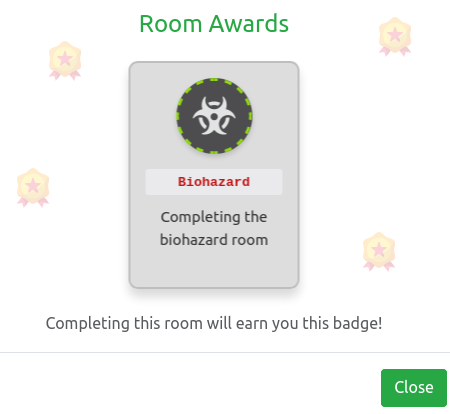 Room Awards
Biohazard
Completing the
biohazard room
Completing this room will earn you this badge!
Close